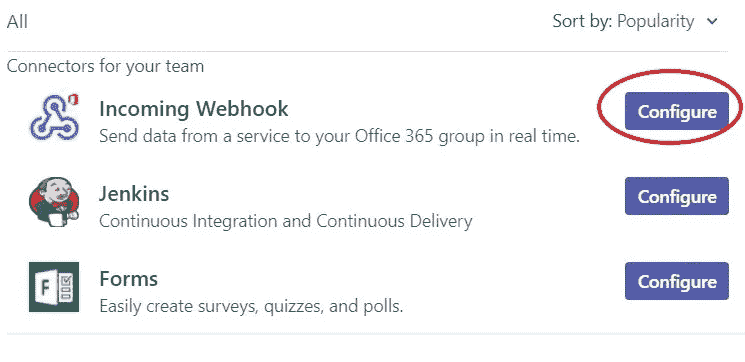 All
Sort by: Popularity
Connectors for your team
Incoming Webhook
Configure
Send data from a service to your Office 365 group in real time.
Jenkins
Configure
Continuous Integration and Continuous Delivery
Forms
Configure
Easily create surveys, quizzes, and polls.
F